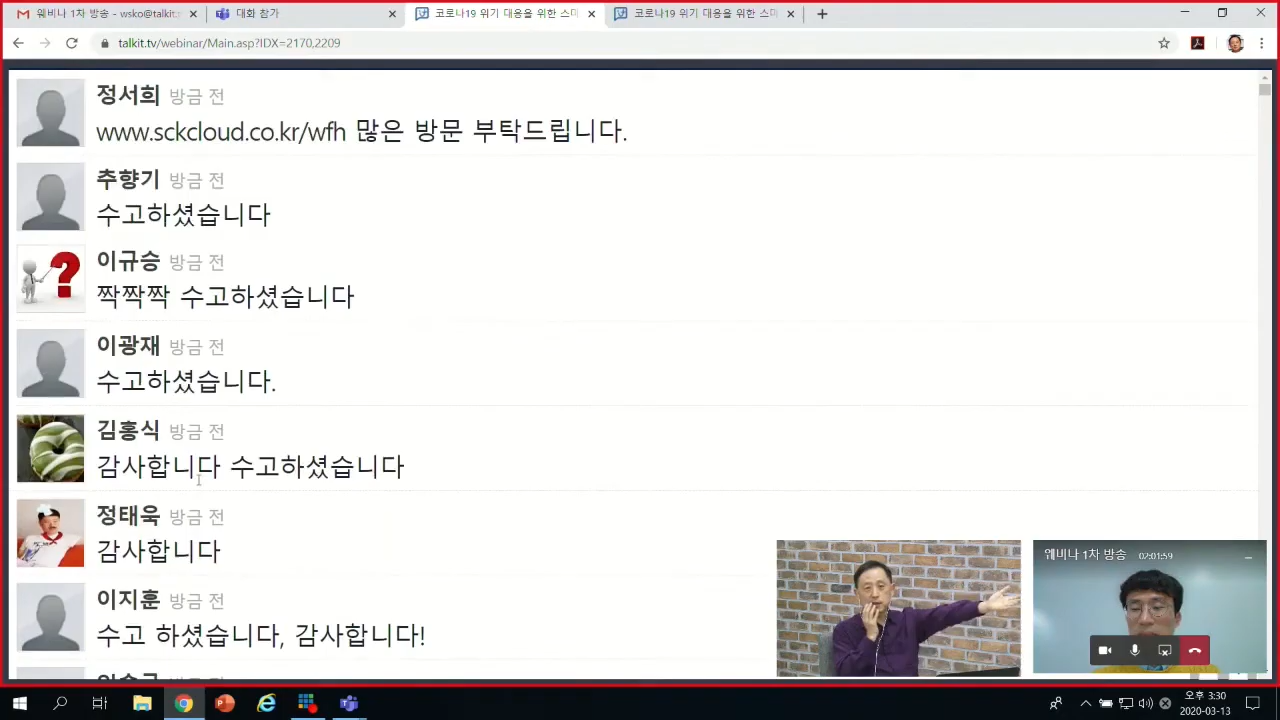 웨비나 1차 방송 - wsko@talkit
대화 참가
코로나19 위기 대응을 위한 스마
코로나19 위기 대응을 위한 스마
talkit.tv/webinar/Main.asp?IDX=2170,2209
정서희 방금 전
www.sckcloud.co.kr/wfh 많은 방문 부탁드립니다.
추향기 방금 전
수고하셨습니다
이규승 방금 전
짝짝짝 수고하셨습니다
이광재 방금 전
수고하셨습니다.
김홍식 방금 전
감사합니다 수고하셨습니다
정태욱 방금 전
감사합니다
이지훈 방금 전
수고 하셨습니다, 감사합니다!
웨비나 1차 방송 02:01:59
오후 3:30
2020-03-13